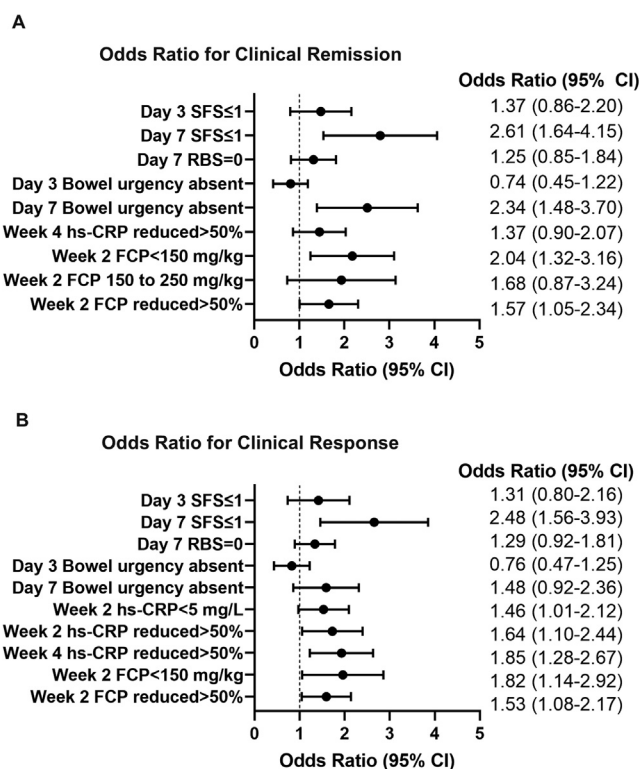 A
Odds Ratio for Clinical Remission
Odds Ratio (95% CI)
Day 3 SFS≤1 1.37 (0.86-2.20)
Day 7 SFS≤1 2.61 (1.64-4.15)
Day 7 RBS=0 1.25 (0.85-1.84)
Day 3 Bowel urgency absent 0.74 (0.45-1.22)
Day 7 Bowel urgency absent 2.34 (1.48-3.70)
Week 4 hs-CRP reduced>50% 1.37 (0.90-2.07)
Week 2 FCP<150 mg/kg 2.04 (1.32-3.16)
Week 2 FCP 150 to 250 mg/kg 1.68 (0.87-3.24)
Week 2 FCP reduced>50% 1.57 (1.05-2.34)
0 1 2 3 4 5
Odds Ratio (95% CI)
B
Odds Ratio for Clinical Response
Odds Ratio (95% CI)
Day 3 SFS≤1 1.31 (0.80-2.16)
Day 7 SFS≤1 2.48 (1.56-3.93)
Day 7 RBS=0 1.29 (0.92-1.81)
Day 3 Bowel urgency absent 0.76 (0.47-1.25)
Day 7 Bowel urgency absent 1.48 (0.92-2.36)
Week 2 hs-CRP<5 mg/L 1.46 (1.01-2.12)
Week 2 hs-CRP reduced>50% 1.64 (1.10-2.44)
Week 4 hs-CRP reduced>50% 1.85 (1.28-2.67)
Week 2 FCP<150 mg/kg 1.82 (1.14-2.92)
Week 2 FCP reduced>50% 1.53 (1.08-2.17)
0 1 2 3 4 5
Odds Ratio (95% CI)